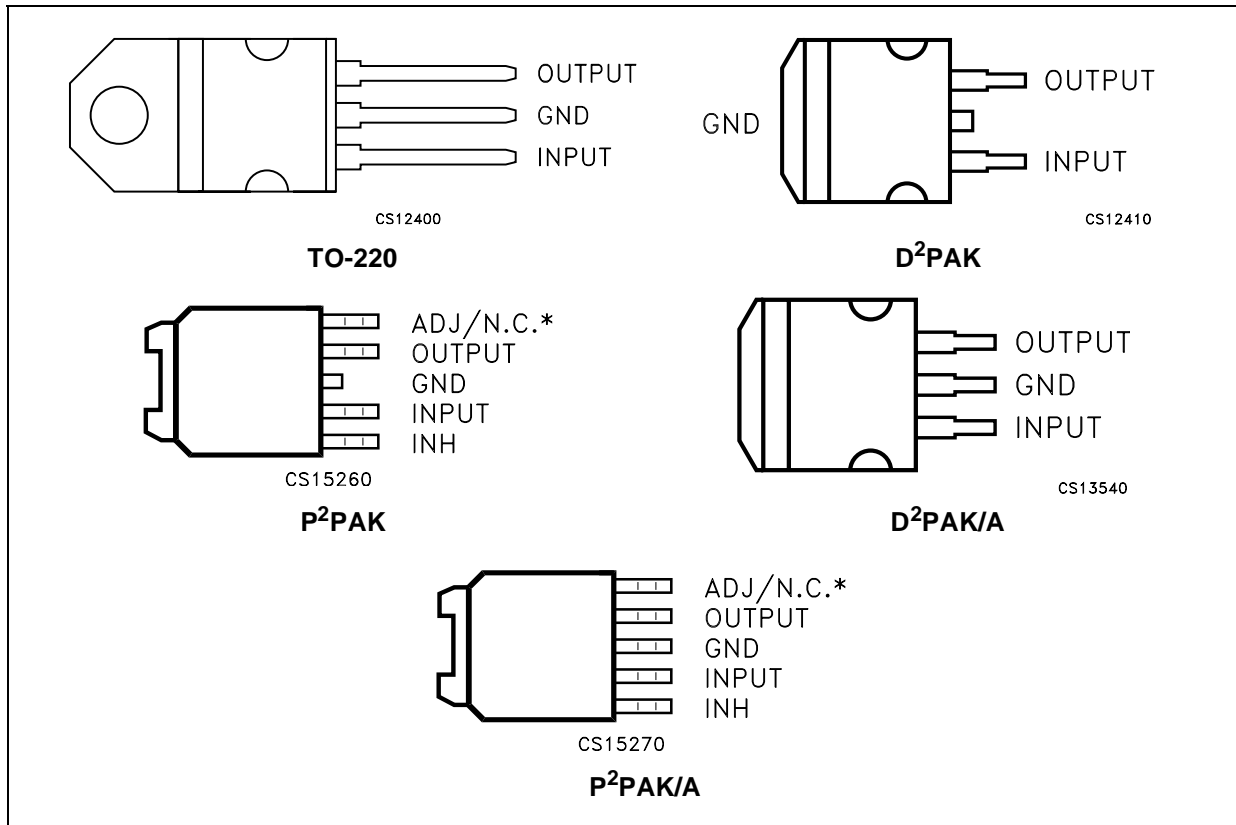 OUTPUT
GND
INPUT
CS12400
TO-220
GND
OUTPUT
INPUT
CS12410
D²PAK
ADJ/N.C.*
OUTPUT
GND
INPUT
INH
CS15260
P²PAK
OUTPUT
GND
INPUT
CS13540
D²PAK/A
ADJ/N.C.*
OUTPUT
GND
INPUT
INH
CS15270
P²PAK/A